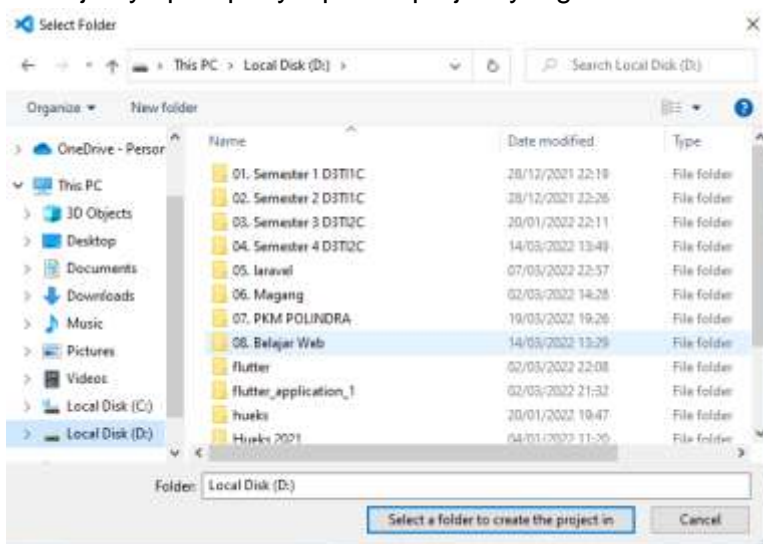 Select Folder
This PC > Local Disk (D:) >
Search Local Disk (D:)
Organize
New folder
Name
Date modified
Type
OneDrive - Person
This PC
3D Objects
Desktop
Documents
Downloads
Music
Pictures
Videos
Local Disk (C:)
Local Disk (D:)
01. Semester 1 D3TI1C 28/12/2021 22:19 File folder
02. Semester 2 D3TI1C 28/12/2021 22:26 File folder
03. Semester 3 D3TI2C 20/01/2022 22:11 File folder
04. Semester 4 D3TI2C 14/03/2022 13:49 File folder
05. laravel 07/03/2022 22:57 File folder
06. Magang 02/03/2022 14:28 File folder
07. PKM POLINDRA 19/03/2022 19:26 File folder
08. Belajar Web 14/03/2022 13:29 File folder
flutter 02/03/2022 22:08 File folder
flutter_application_1 02/03/2022 21:32 File folder
hueks 20/01/2022 19:47 File folder
Hueks 2021 04/01/2022 11:20 File folder
Folder: Local Disk (D:)
Select a folder to create the project in
Cancel